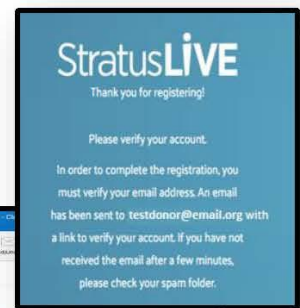 StratusLIVE
Thank you for registering!
Please verify your account.
In order to complete the registration, you
must verify your email address. An email
has been sent to testdonor@email.org with
a link to verify your account. If you have not
received the email after a few minutes,
please check your spam folder.